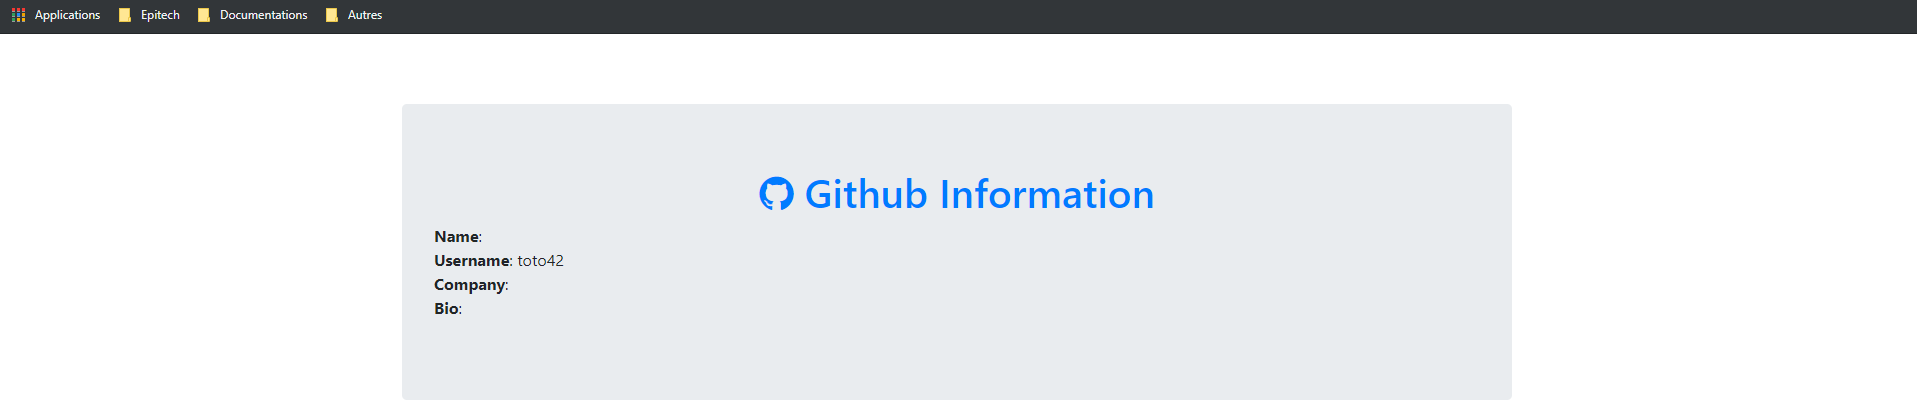 Applications Epitech Documentations Autres
Github Information
Name:
Username: toto42
Company:
Bio: